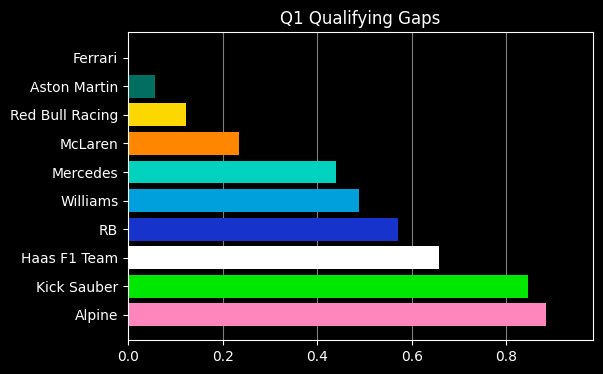 Q1 Qualifying Gaps
Ferrari
Aston Martin
Red Bull Racing
McLaren
Mercedes
Williams
RB
Haas F1 Team
Kick Sauber
Alpine
0.0 0.2 0.4 0.6 0.8